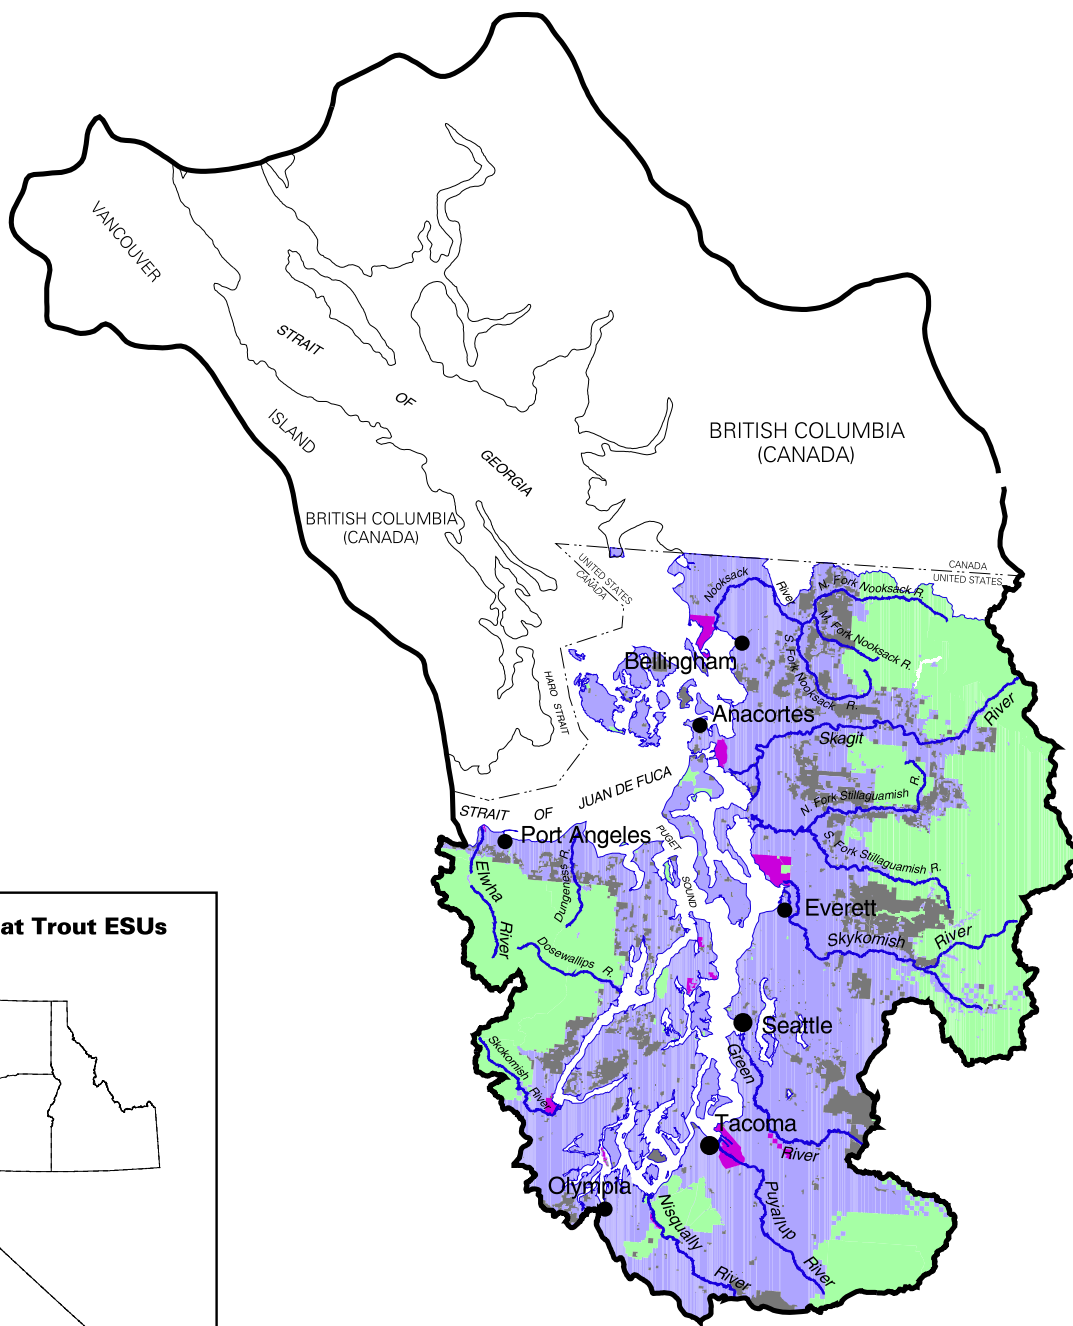 VANCOUVER
ISLAND
STRAIT
OF
GEORGIA
BRITISH COLUMBIA
(CANADA)
BRITISH COLUMBIA
(CANADA)
UNITED STATES
CANADA
CANADA
UNITED STATES
HARO STRAIT
Nooksack River
N. Fork Nooksack R.
M. Fork Nooksack R.
S. Fork Nooksack R.
Bellingham
Anacortes
Skagit River
STRAIT OF JUAN DE FUCA
N. Fork Stillaguamish R.
Port Angeles
PUGET SOUND
S. Fork Stillaguamish R.
Elwha River
Dungeness R.
Everett
Skykomish River
at Trout ESUs
Dosewallips R.
Seattle
Green River
Skokomish River
Tacoma
Olympia
Nisqually River
Puyallup River